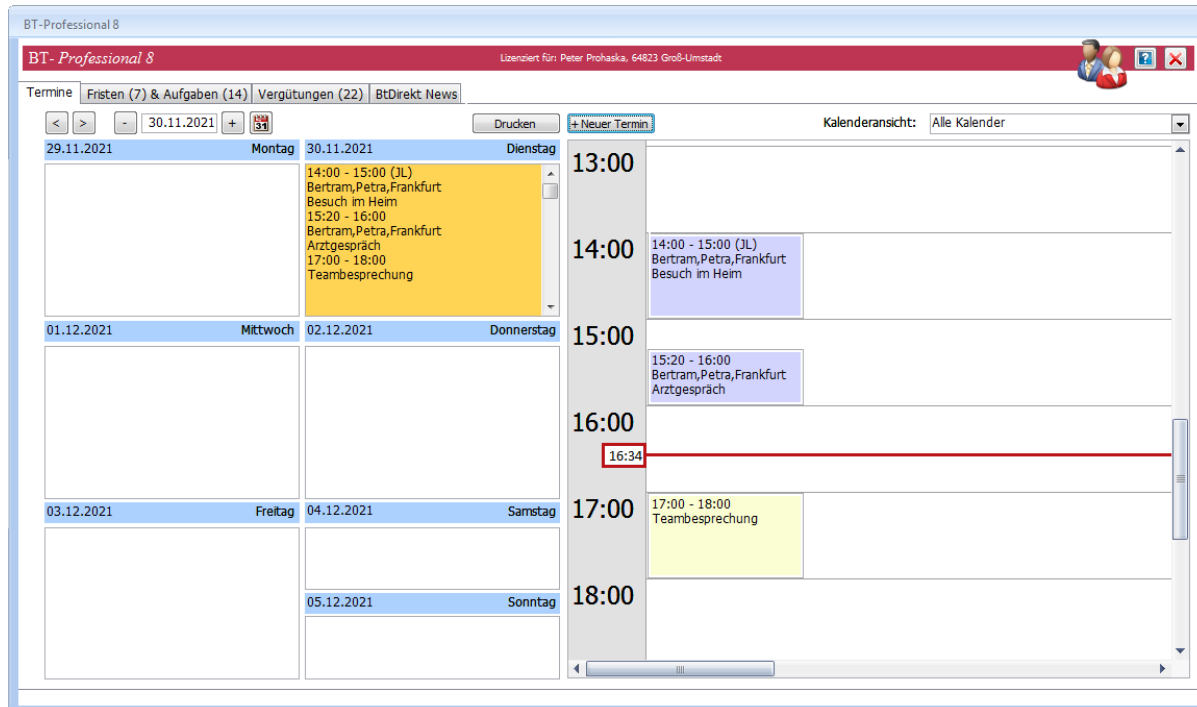 BT-Professional 8
BT- Professional 8
Lizenziert für: Peter Prohaska, 64823 Groß-Umstadt
Termine Fristen (7) & Aufgaben (14) Vergütungen (22) BtDirekt News
< > - 30.11.2021 + 31 Drucken + Neuer Termin Kalenderansicht: Alle Kalender
29.11.2021 Montag
30.11.2021 Dienstag
14:00 - 15:00 (JL)
Bertram,Petra,Frankfurt
Besuch im Heim
15:20 - 16:00
Bertram,Petra,Frankfurt
Arztgespräch
17:00 - 18:00
Teambesprechung
01.12.2021 Mittwoch
02.12.2021 Donnerstag
03.12.2021 Freitag
04.12.2021 Samstag
05.12.2021 Sonntag
13:00
14:00
14:00 - 15:00 (JL)
Bertram,Petra,Frankfurt
Besuch im Heim
15:00
15:20 - 16:00
Bertram,Petra,Frankfurt
Arztgespräch
16:00
16:34
17:00
17:00 - 18:00
Teambesprechung
18:00